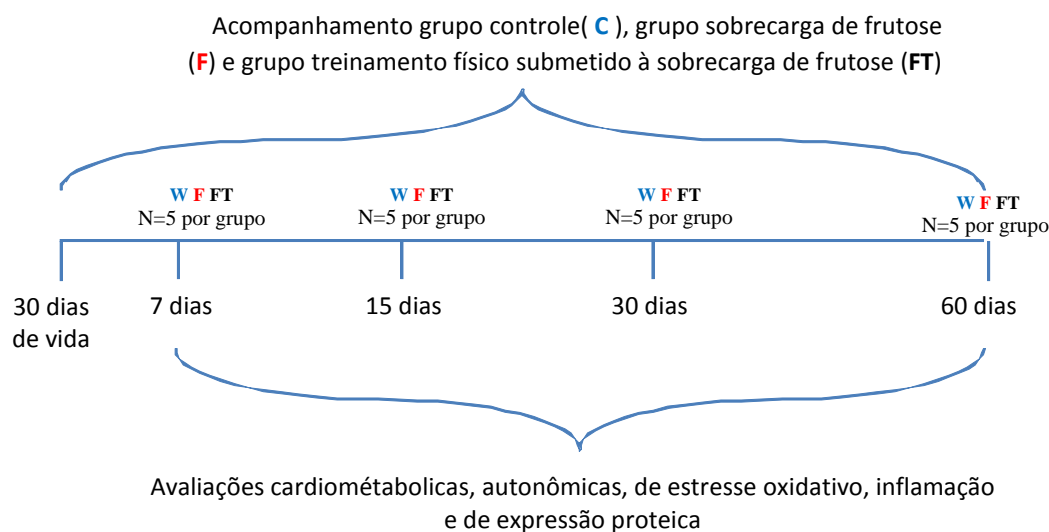 Acompanhamento grupo controle( C ), grupo sobrecarga de frutose
(F) e grupo treinamento físico submetido à sobrecarga de frutose (FT)
W F FT
N=5 por grupo
W F FT
N=5 por grupo
W F FT
N=5 por grupo
W F FT
N=5 por grupo
30 dias
de vida
7 dias
15 dias
30 dias
60 dias
Avaliações cardiométabolicas, autonômicas, de estresse oxidativo, inflamação
e de expressão proteica